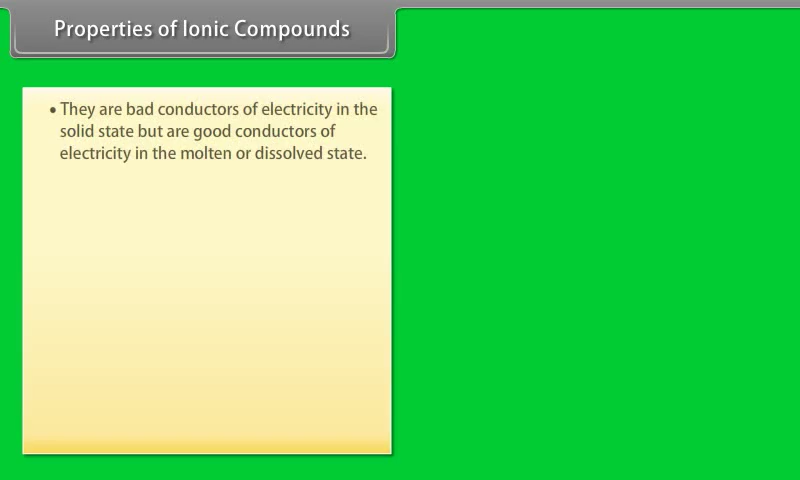 Properties of Ionic Compounds
• They are bad conductors of electricity in the
solid state but are good conductors of
electricity in the molten or dissolved state.